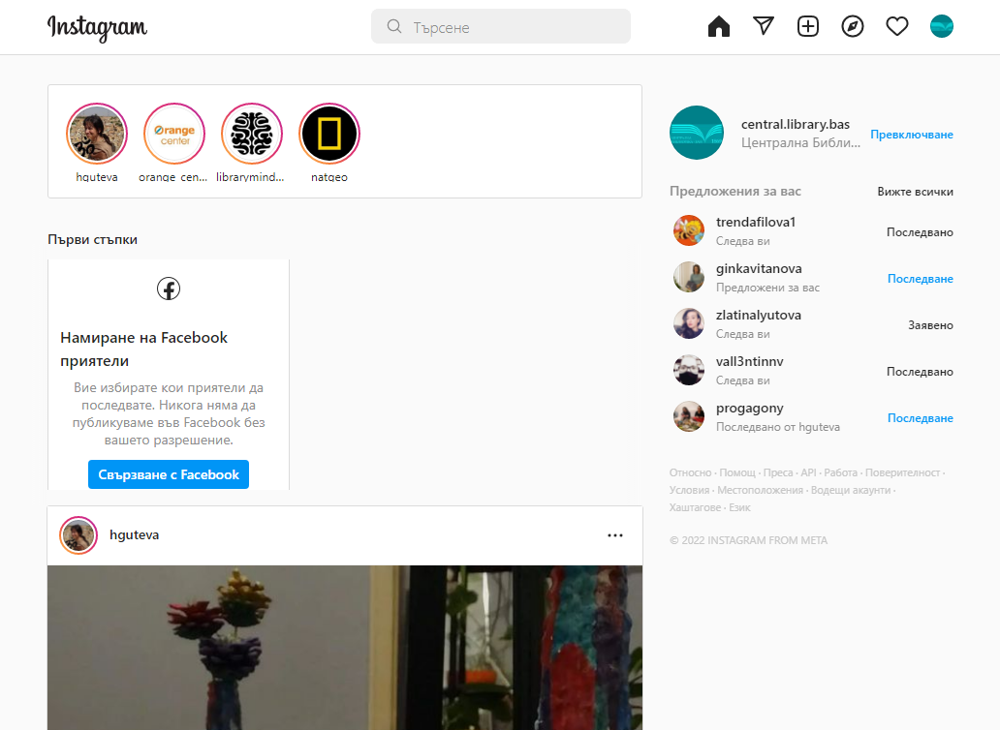 Instagram
Търсене
orange
center
hguteva
orange_cen...
librarymind...
natgeo
central.library.bas
Централна Библи...
Превключване
Предложения за вас
Вижте всички
trendafilova1
Следва ви
Последвано
ginkavitanova
Предложени за вас
Последване
zlatinalyutova
Следва ви
Заявено
vall3ntinnv
Следва ви
Последвано
progagony
Последвано от hguteva
Последване
Относно · Помощ · Преса · API · Работа · Поверителност ·
Условия · Местоположения · Водещи акаунти ·
Хаштагове · Език
© 2022 INSTAGRAM FROM META
Първи стъпки
Намиране на Facebook
приятели
Вие избирате кои приятели да
последвате. Никога няма да
публикуваме във Facebook без
вашето разрешение.
Свързване с Facebook
hguteva